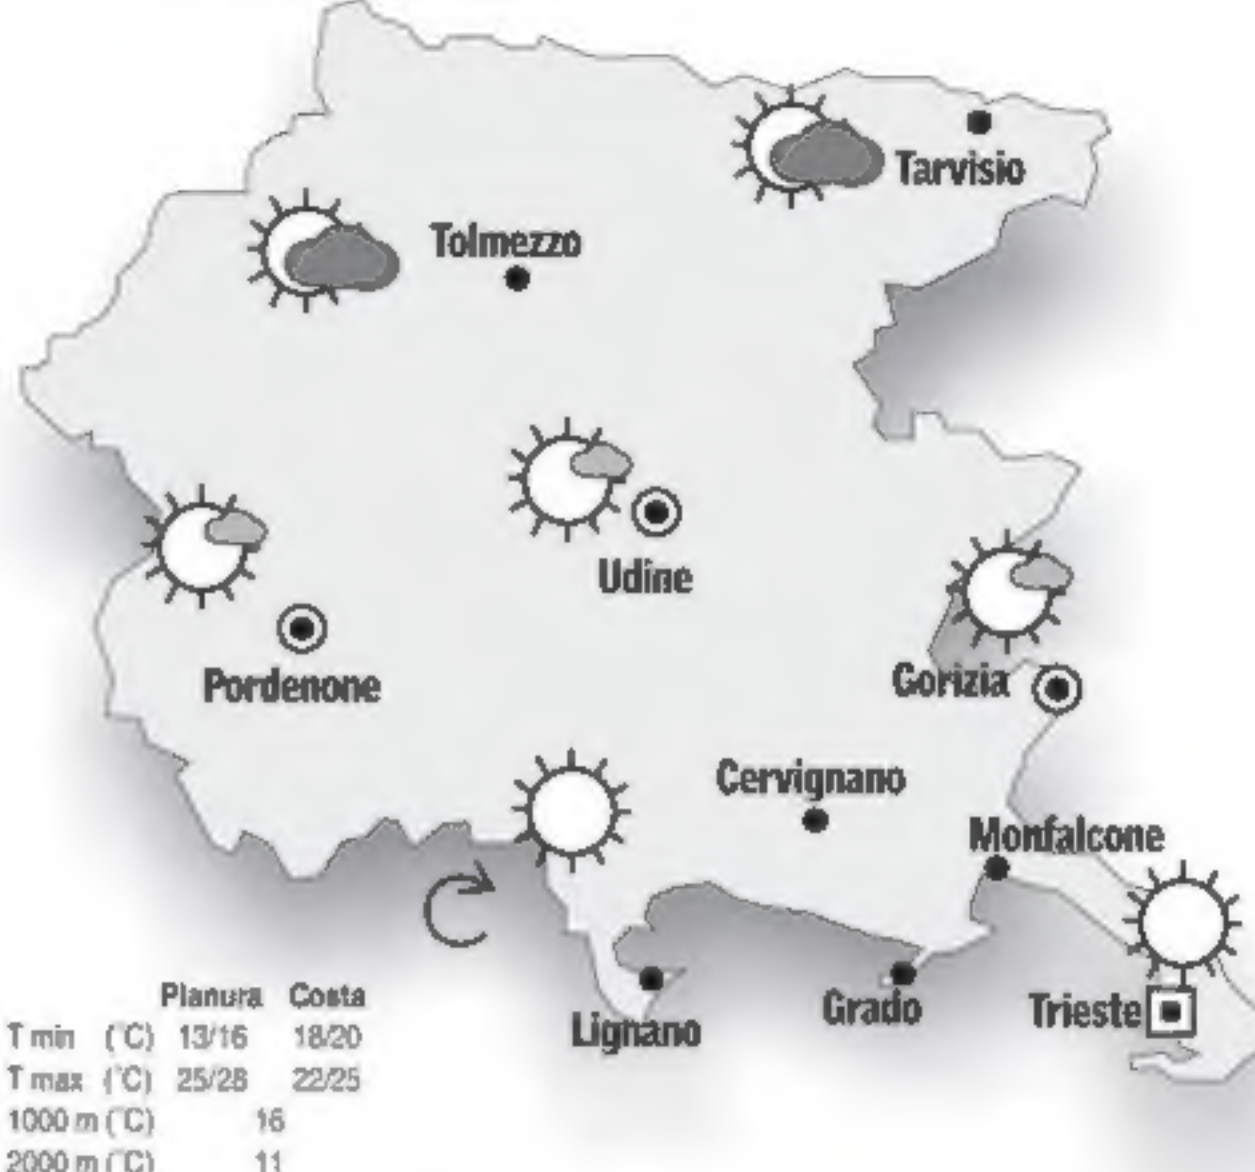 Tarvisio
Tolmezzo
Udine
Pordenone
Gorizia
Cervignano
Monfalcone
Lignano
Grado
Trieste
Planura Costa
T min (°C) 13/16 18/20
T max (°C) 25/28 22/25
1000 m (°C) 16
2000 m (°C) 11